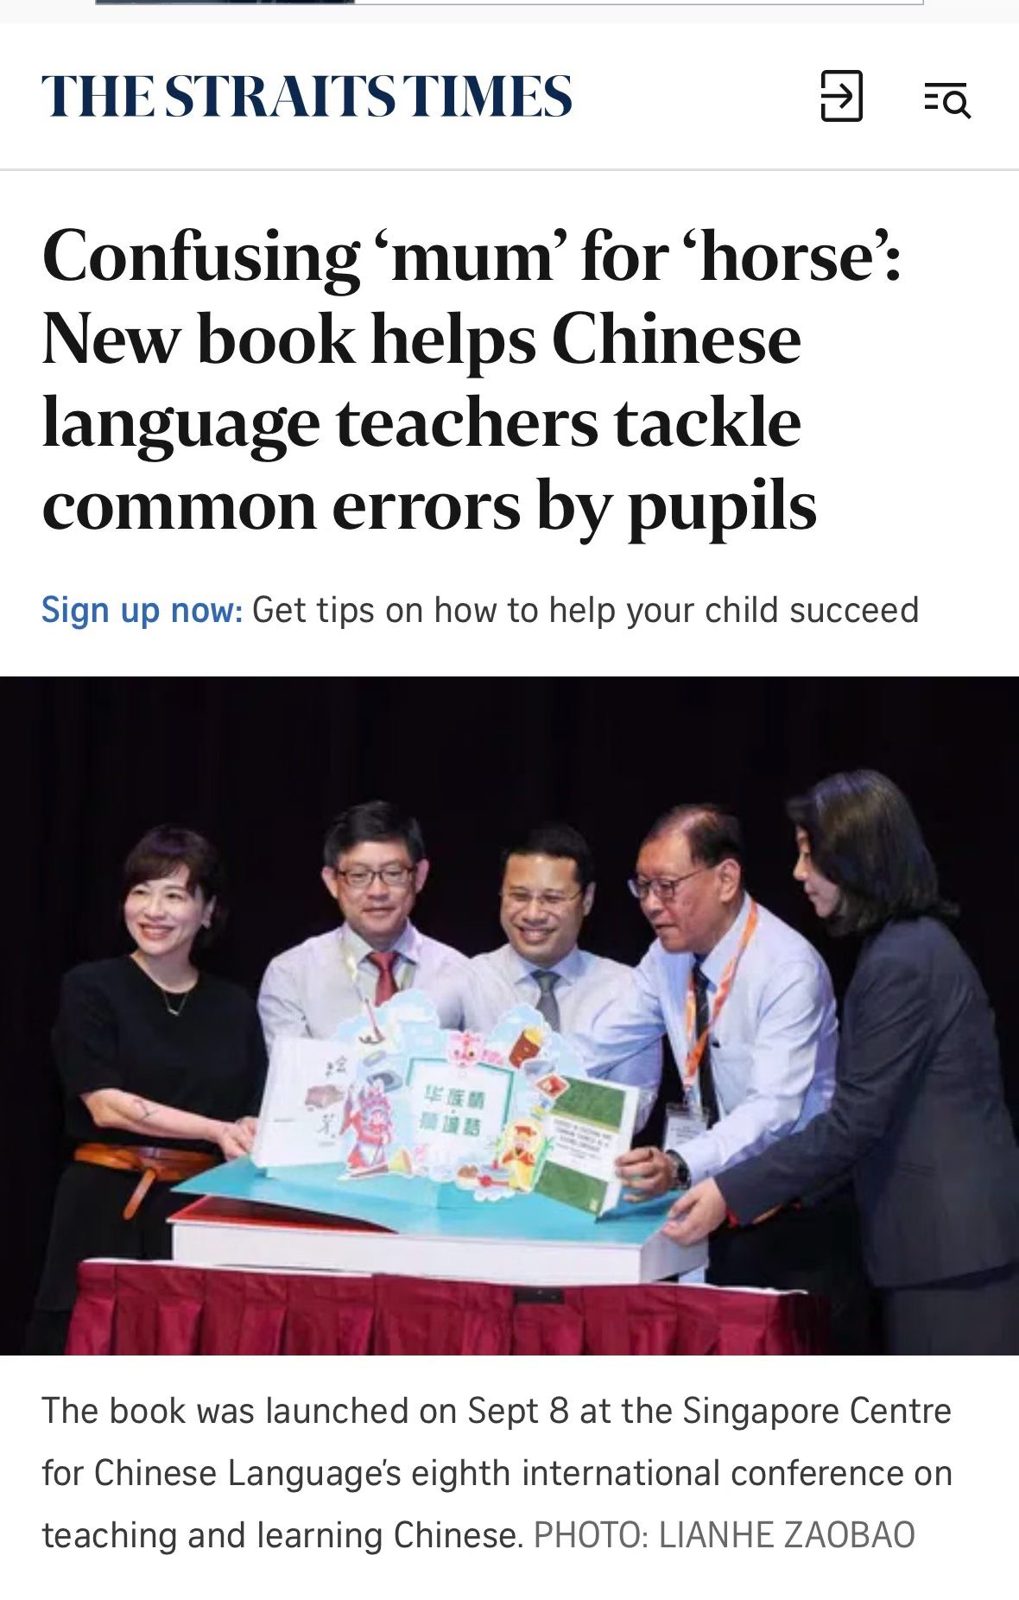 THE STRAITS TIMES
Confusing ‘mum’ for ‘horse’:
New book helps Chinese
language teachers tackle
common errors by pupils
Sign up now: Get tips on how to help your child succeed
华族情
狮城梦
The book was launched on Sept 8 at the Singapore Centre
for Chinese Language’s eighth international conference on
teaching and learning Chinese. PHOTO: LIANHE ZAOBAO